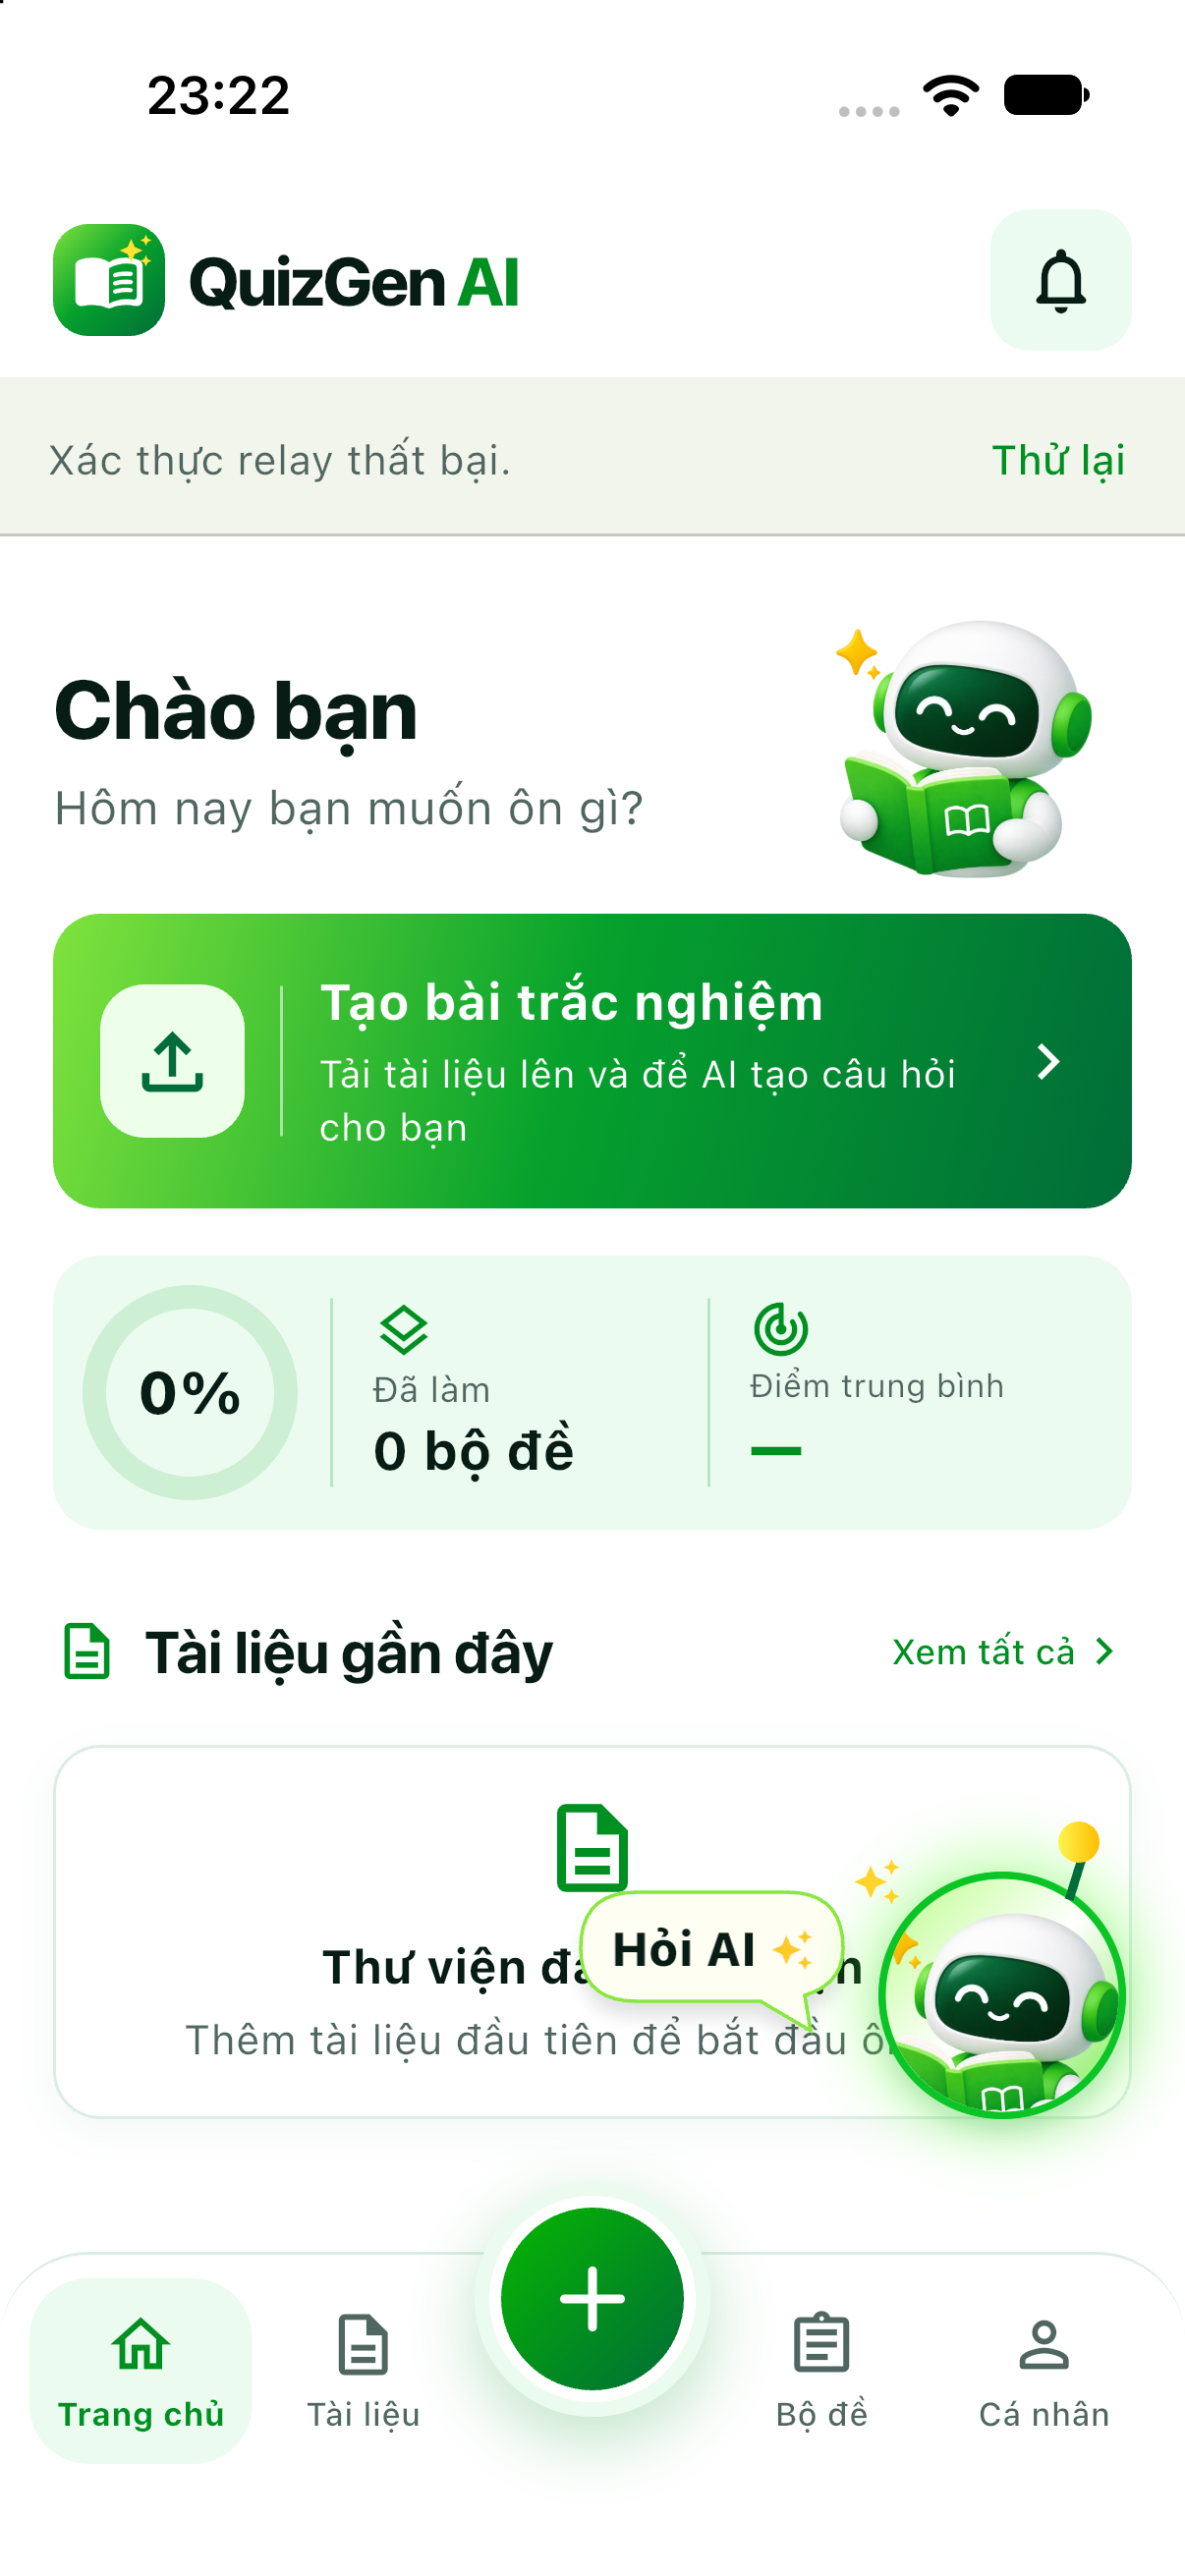 23:22
QuizGen AI
Xác thực relay thất bại.
Thử lại
Chào bạn
Hôm nay bạn muốn ôn gì?
Tạo bài trắc nghiệm
Tải tài liệu lên và để AI tạo câu hỏi
cho bạn
0%
Đã làm
0 bộ đề
Điểm trung bình
—
Tài liệu gần đây
Xem tất cả
Thư viện
Hỏi AI
Thêm tài liệu đầu tiên để bắt đầu
Trang chủ
Tài liệu
Bộ đề
Cá nhân